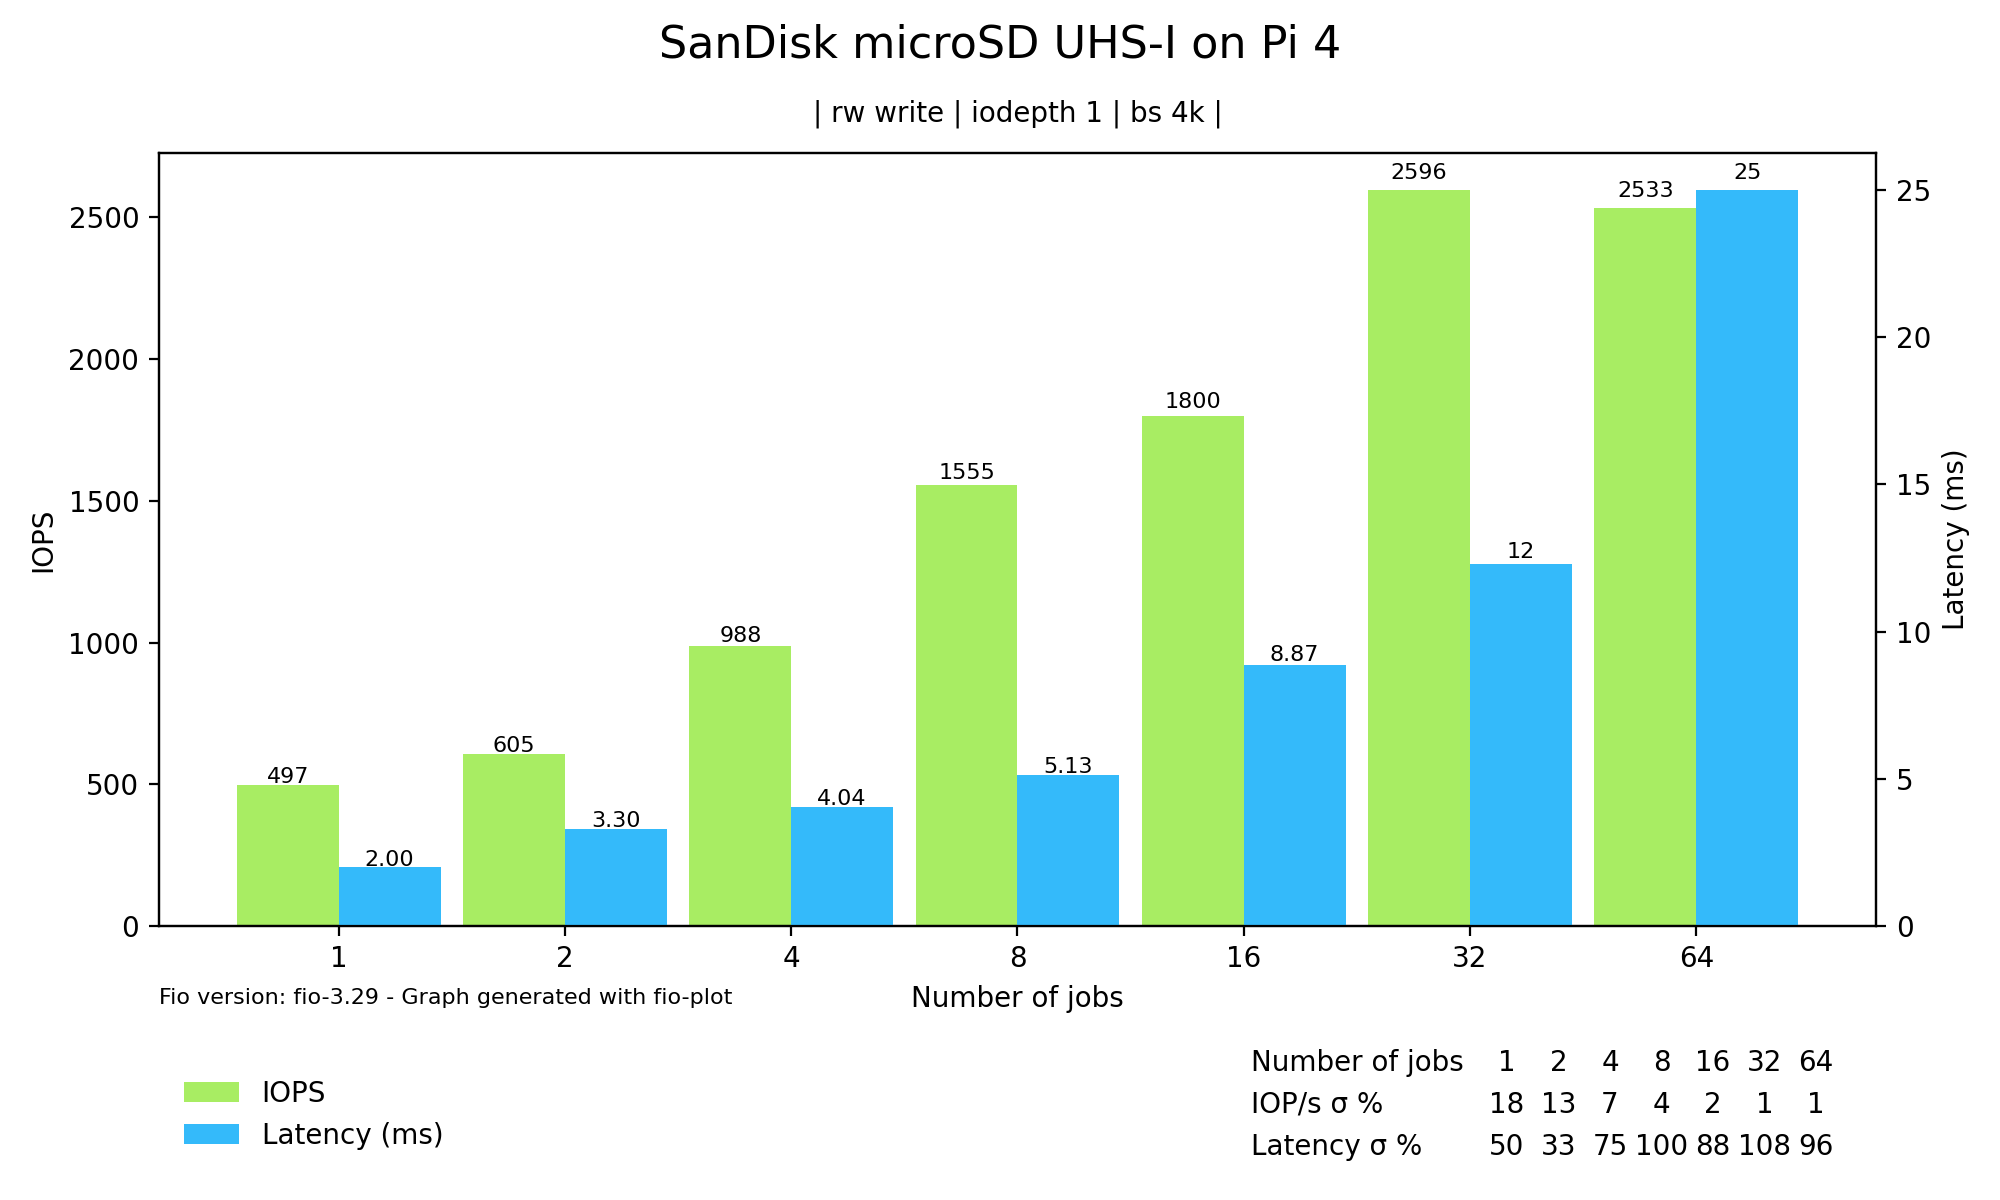 SanDisk microSD UHS-I on Pi 4
| rw write | iodepth 1 | bs 4k |
IOPS
2500
2000
1500
1000
500
0
497
2.00
605
3.30
988
4.04
1555
5.13
1800
8.87
2596
12
2533
25
25
20
15
10
5
0
Latency (ms)
1 2 4 8 16 32 64
Fio version: fio-3.29 - Graph generated with fio-plot
Number of jobs
IOPS
Latency (ms)
Number of jobs 1 2 4 8 16 32 64
IOP/s σ % 18 13 7 4 2 1 1
Latency σ % 50 33 75 100 88 108 96